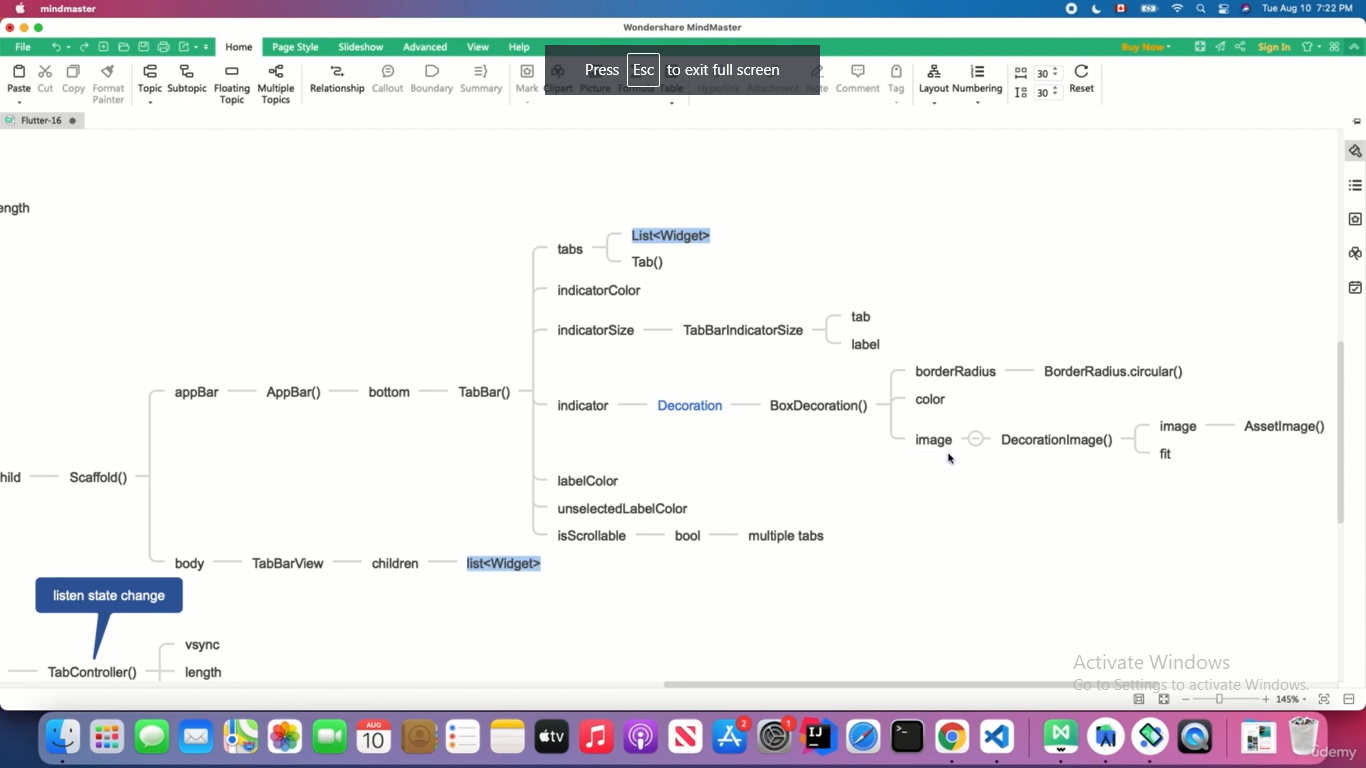 mindmaster
Tue Aug 10 7:22 PM
Wondershare MindMaster
File Home Page Style Slideshow Advanced View Help Buy Now Sign In
Press Esc to exit full screen
Paste Cut Copy Format Painter Topic Subtopic Floating Topic Multiple Topics Relationship Callout Boundary Summary Mark Clipart Picture Formula Table Hyperlink Attachment Note Comment Tag Layout Numbering 30 30 Reset
Flutter-16
ength
List<Widget>
tabs
Tab()
indicatorColor
tab
indicatorSize TabBarIndicatorSize
label
borderRadius BorderRadius.circular()
appBar AppBar() bottom TabBar()
color
indicator Decoration BoxDecoration()
image AssetImage()
image DecorationImage()
fit
hild Scaffold()
labelColor
unselectedLabelColor
isScrollable bool multiple tabs
body TabBarView children list<Widget>
listen state change
vsync
TabController() length
Activate Windows
Go to Settings to activate Windows.
145%
AUG
10
tv
2
1
IJ
udemy